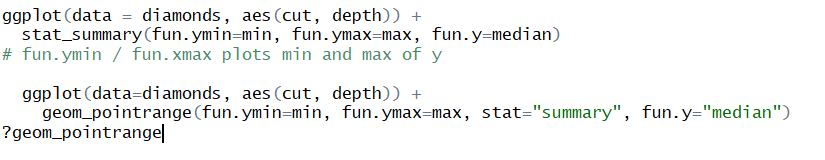 ggplot(data = diamonds, aes(cut, depth)) +
  stat_summary(fun.ymin=min, fun.ymax=max, fun.y=median)
# fun.ymin / fun.xmax plots min and max of y
  ggplot(data=diamonds, aes(cut, depth)) +
    geom_pointrange(fun.ymin=min, fun.ymax=max, stat="summary", fun.y="median")
?geom_pointrange